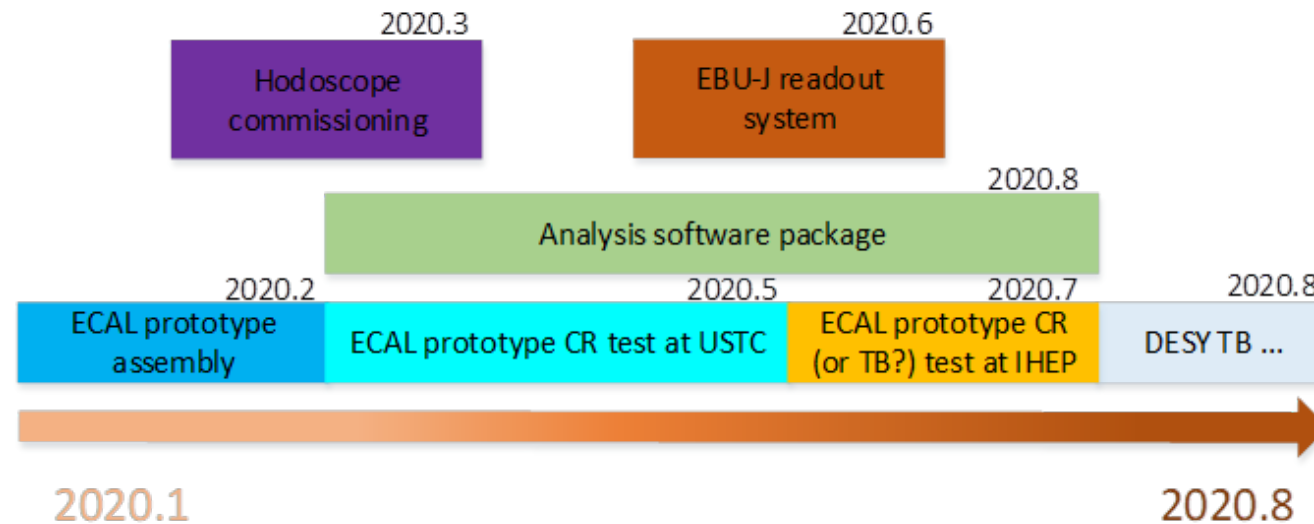 2020.3
2020.6
Hodoscope
commissioning
EBU-J readout
system
2020.8
Analysis software package
2020.2
2020.5
2020.7
2020.8
ECAL prototype
assembly
ECAL prototype CR test at USTC
ECAL prototype CR
(or TB?) test at IHEP
DESY TB ...
2020.1
2020.8